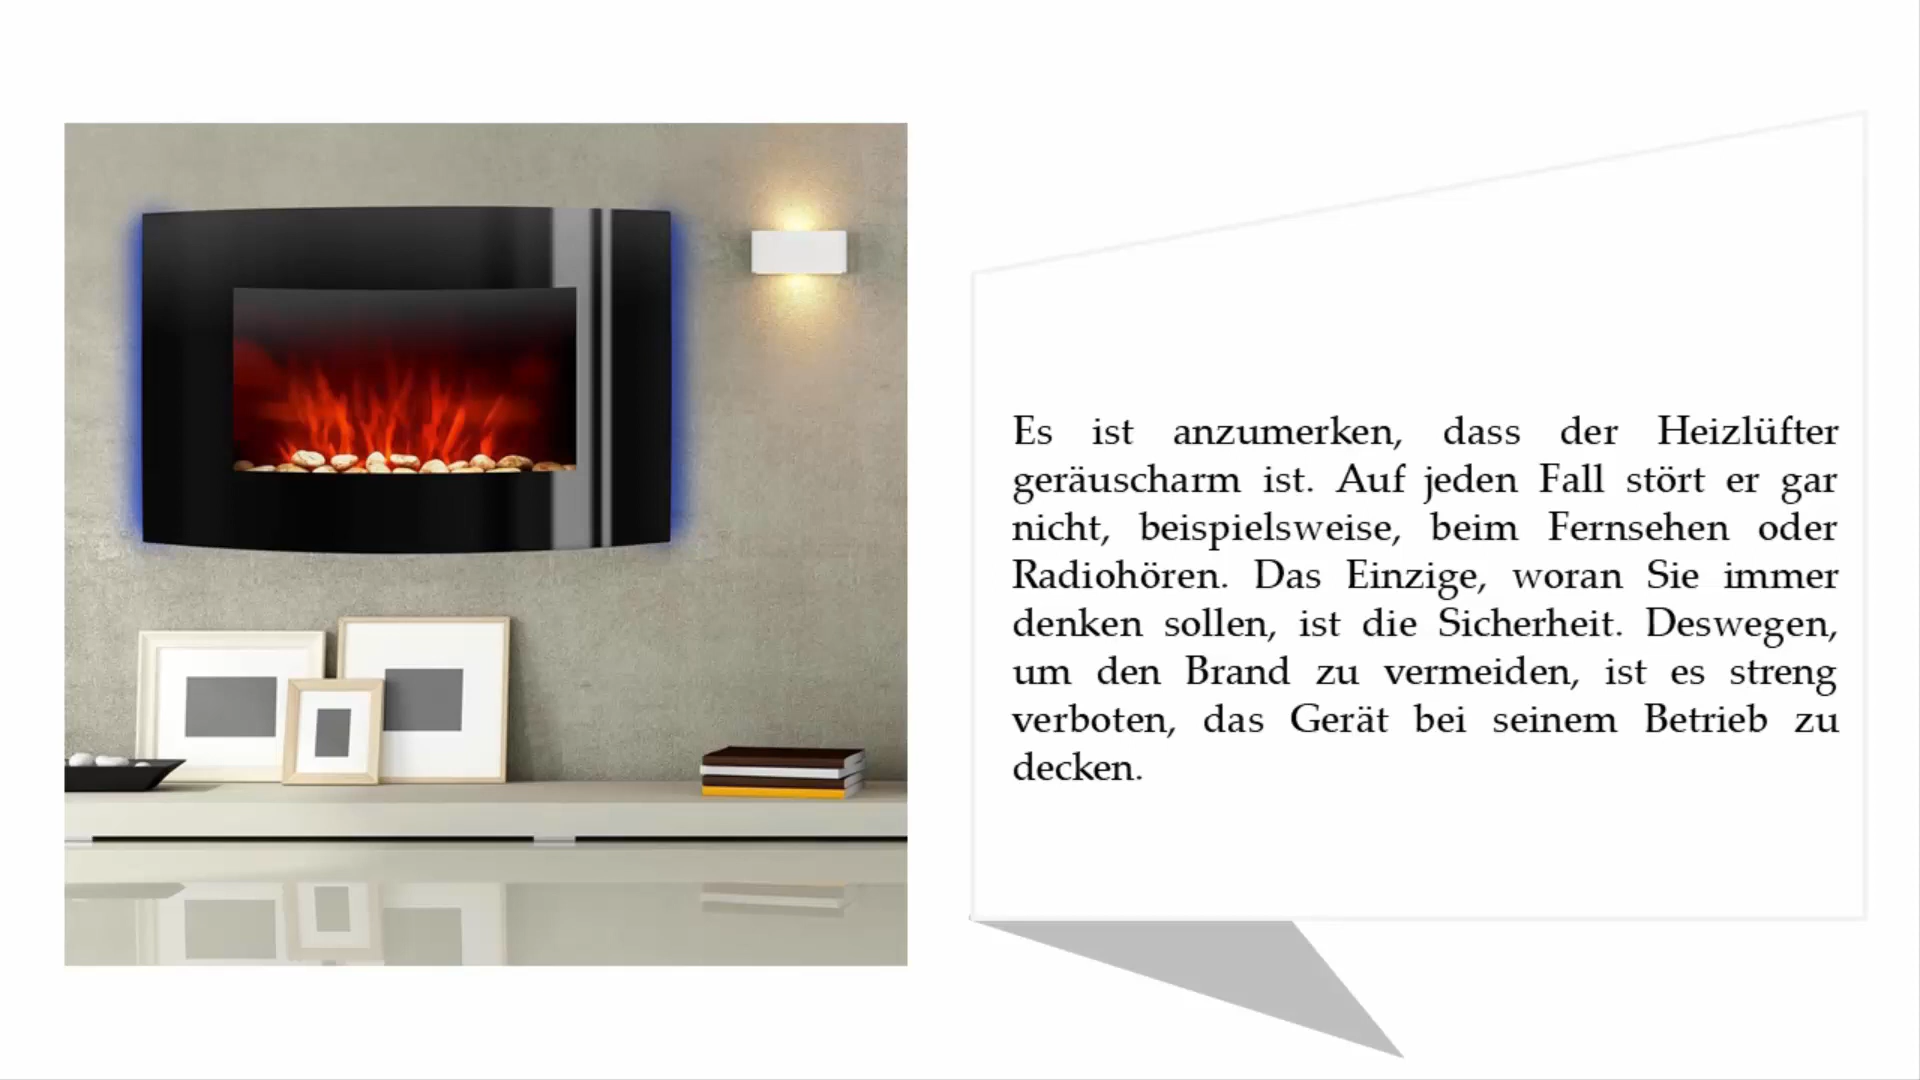 Es ist anzumerken, dass der Heizlüfter
geräuscharm ist. Auf jeden Fall stört er gar
nicht, beispielsweise, beim Fernsehen oder
Radiohören. Das Einzige, woran Sie immer
denken sollen, ist die Sicherheit. Deswegen,
um den Brand zu vermeiden, ist es streng
verboten, das Gerät bei seinem Betrieb zu
decken.